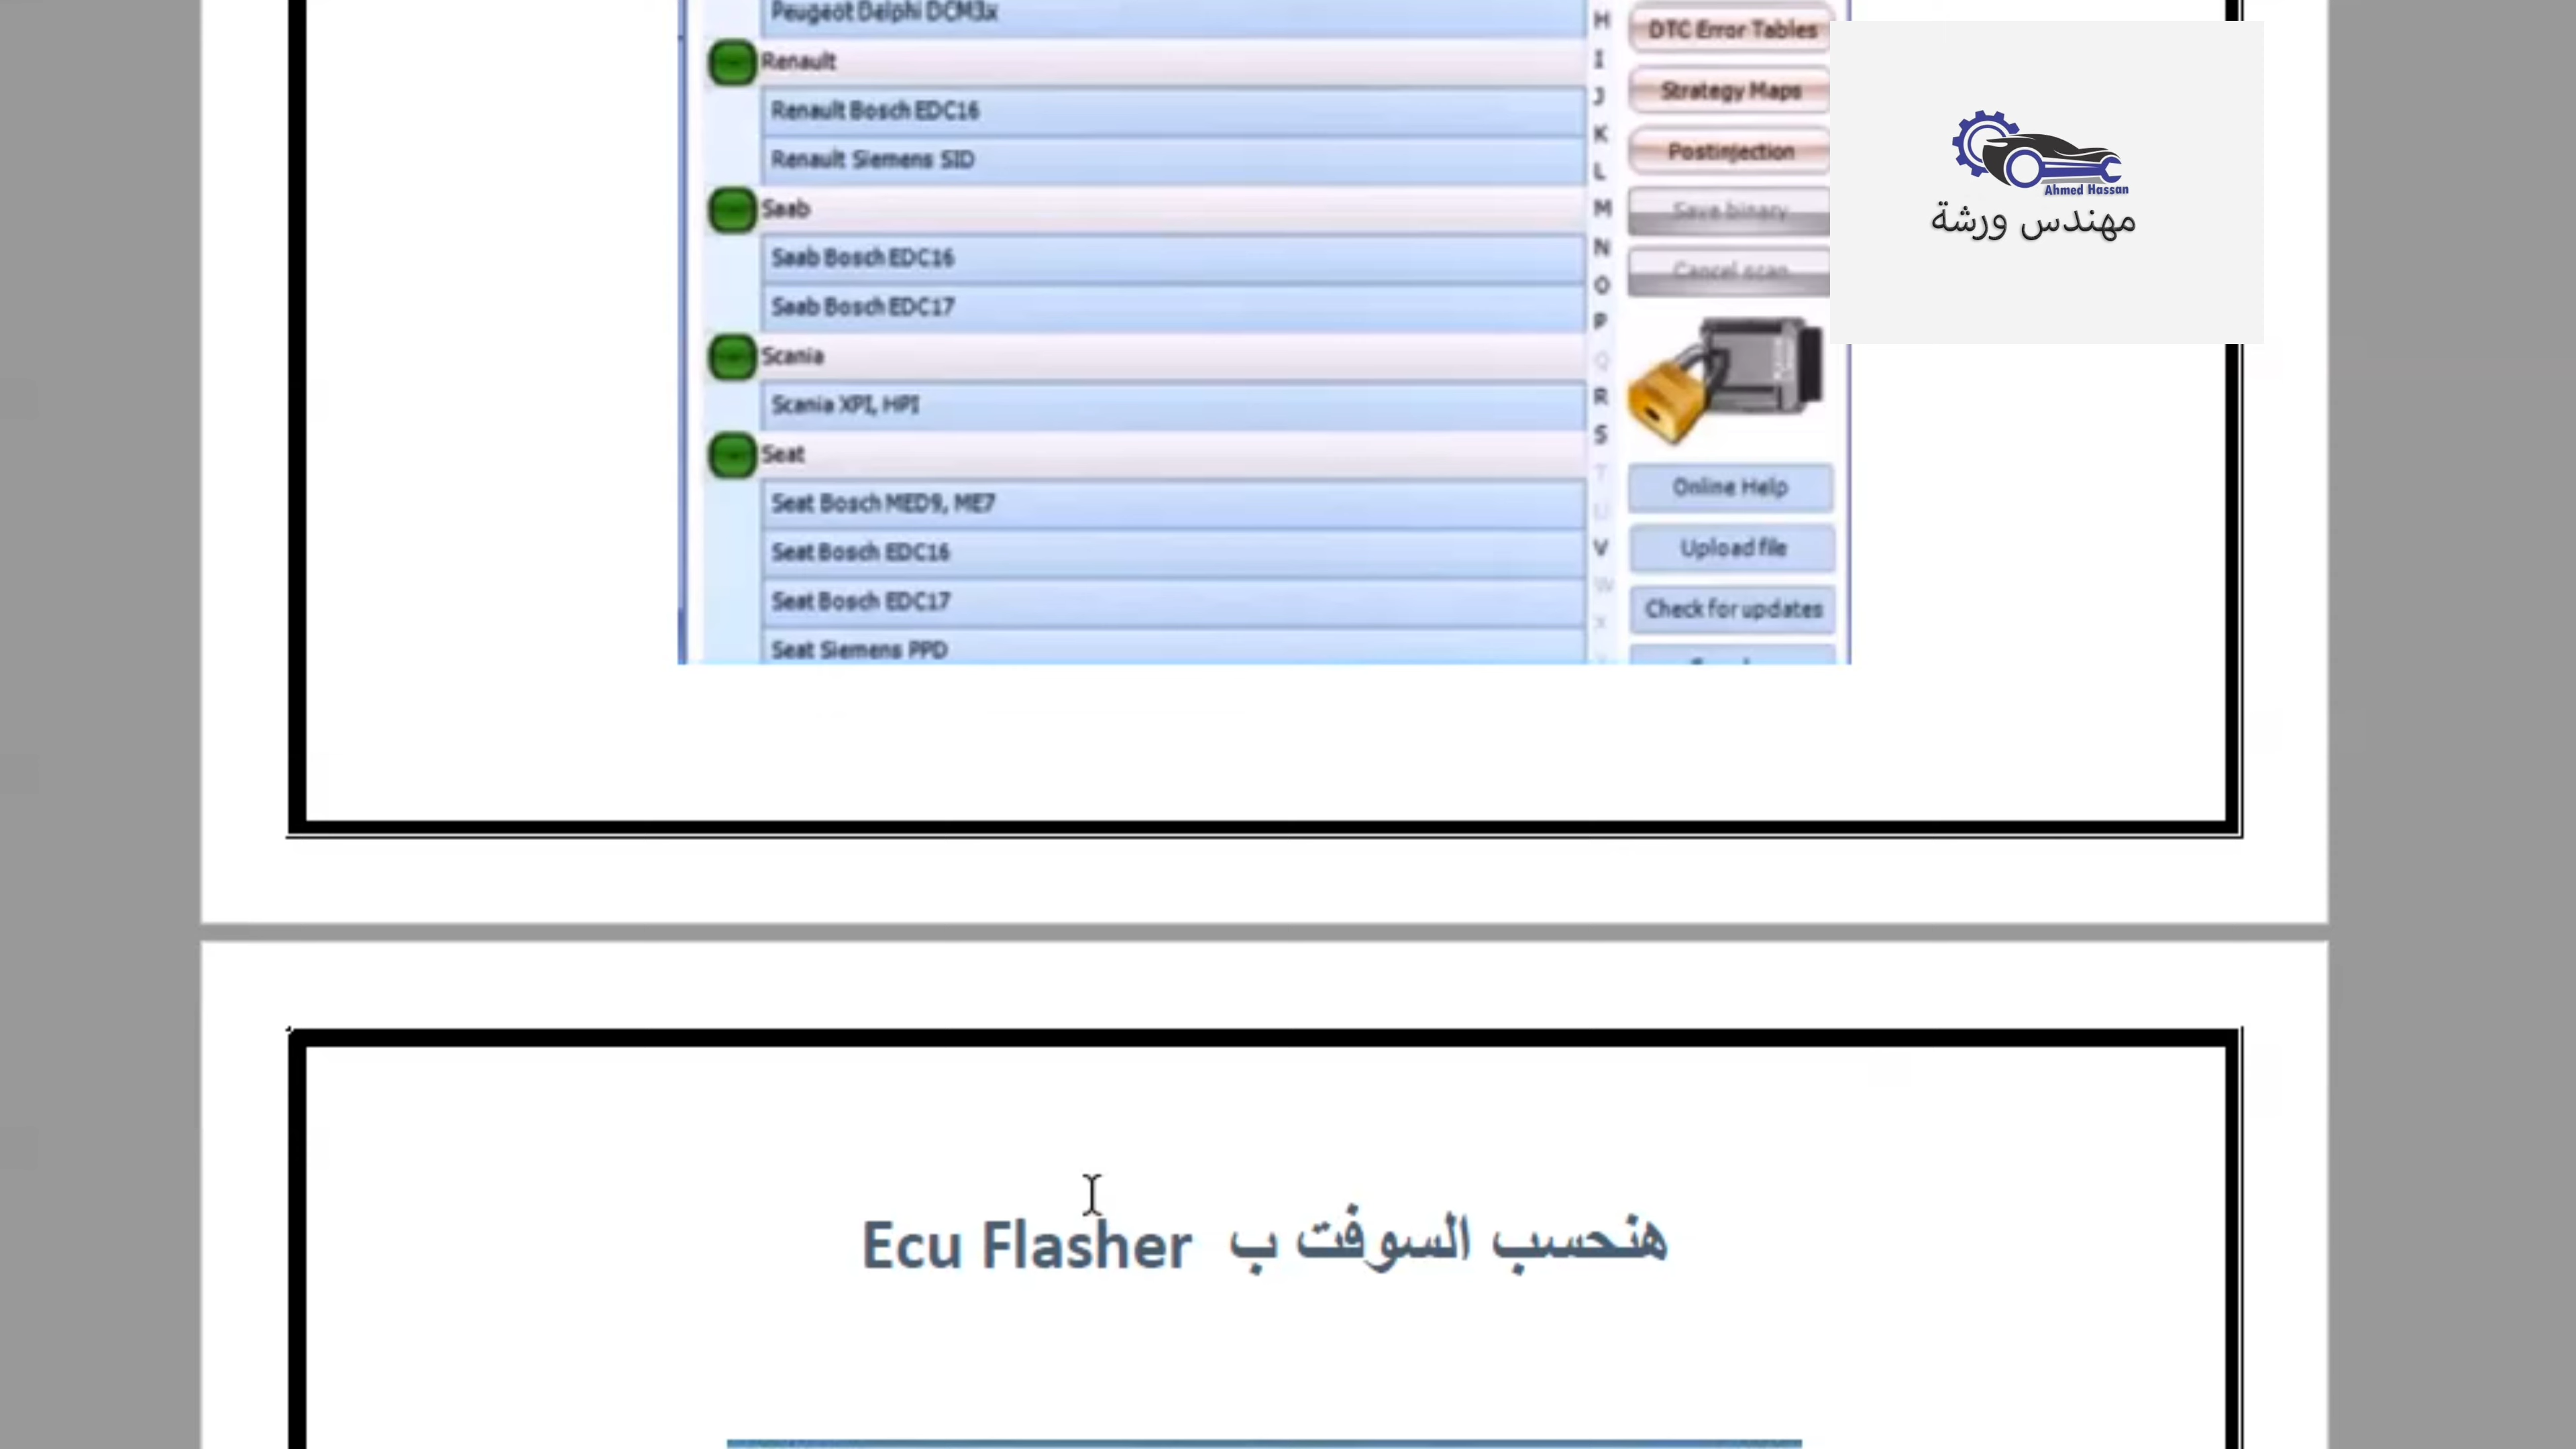 Peugeot Delphi DCM3x
Renault
Renault Bosch EDC16
Renault Siemens SID
Saab
Saab Bosch EDC16
Saab Bosch EDC17
Scania
Scania XPI, HPI
Seat
Seat Bosch MED9, ME7
Seat Bosch EDC16
Seat Bosch EDC17
Seat Siemens PPD
H
I
J
K
L
M
N
O
P
Q
R
S
T
U
V
W
X
DTC Error Tables
Strategy Maps
Postinjection
Save binary
Cancel scan
Online Help
Upload file
Check for updates
Ahmed Hassan
مهندس ورشة
هنحسب السوفت ب Ecu Flasher